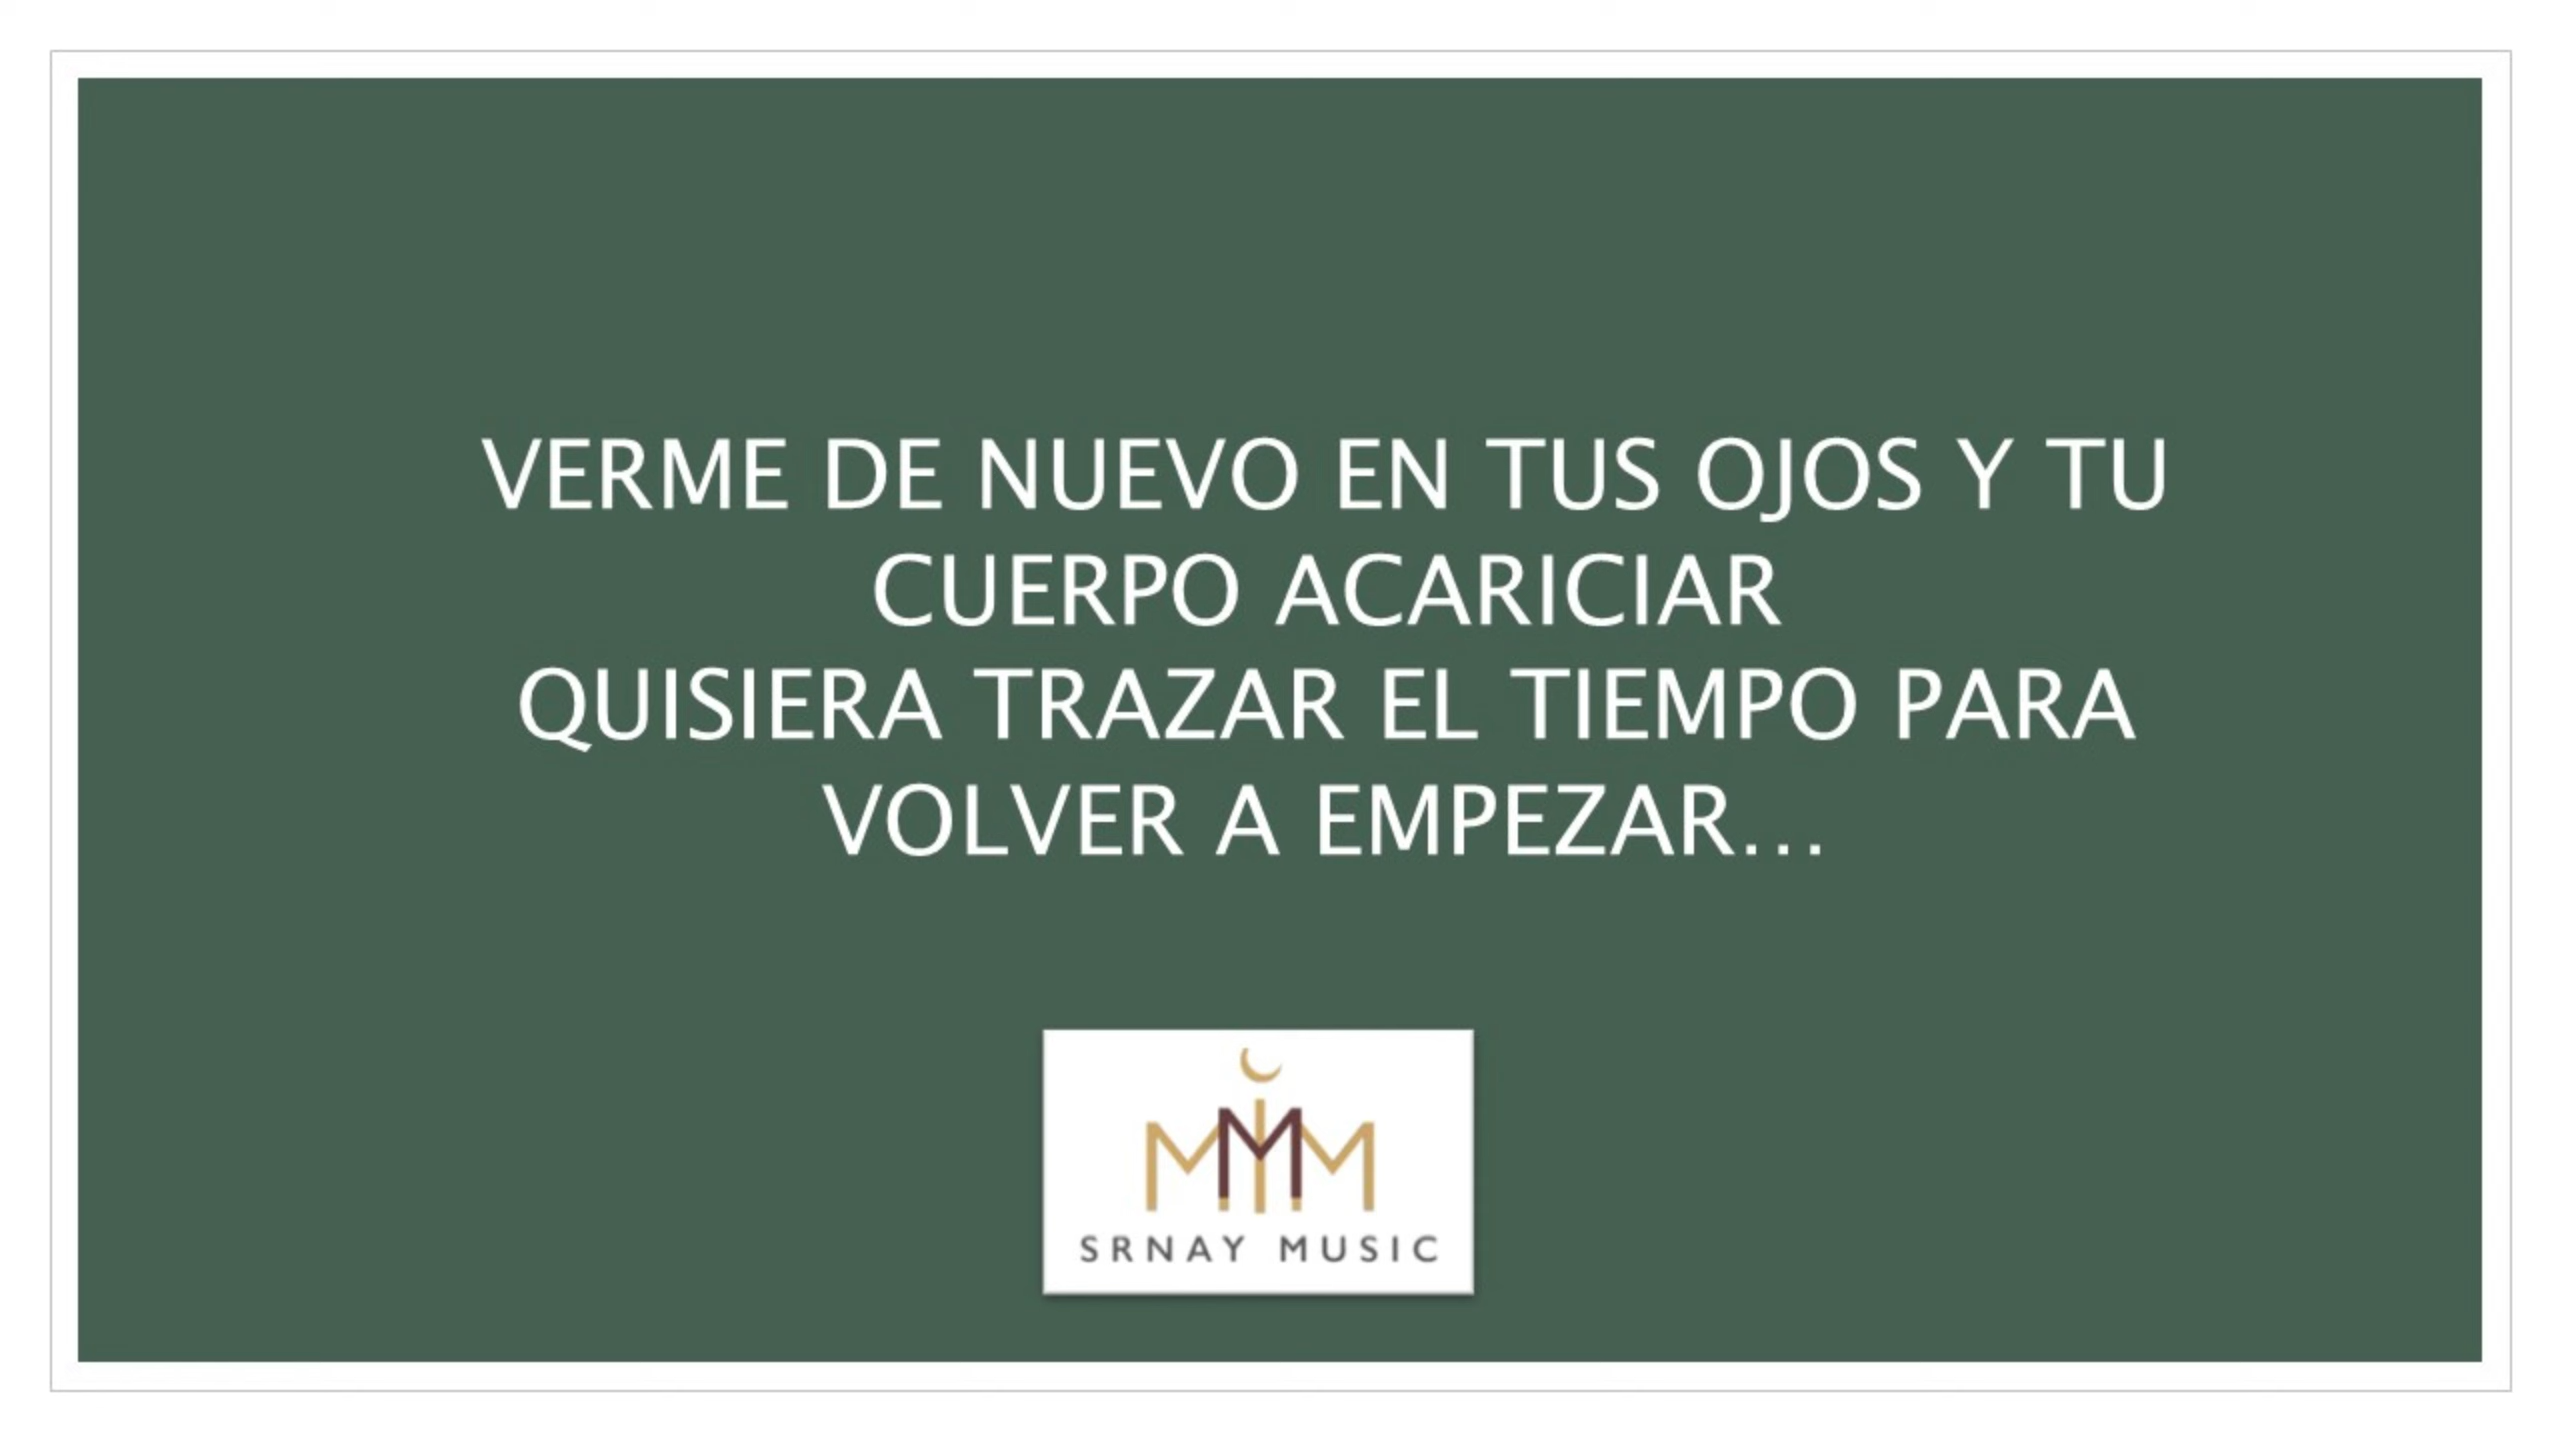 VERME DE NUEVO EN TUS OJOS Y TU
CUERPO ACARICIAR
QUISIERA TRAZAR EL TIEMPO PARA
VOLVER A EMPEZAR...
SRNAY MUSIC